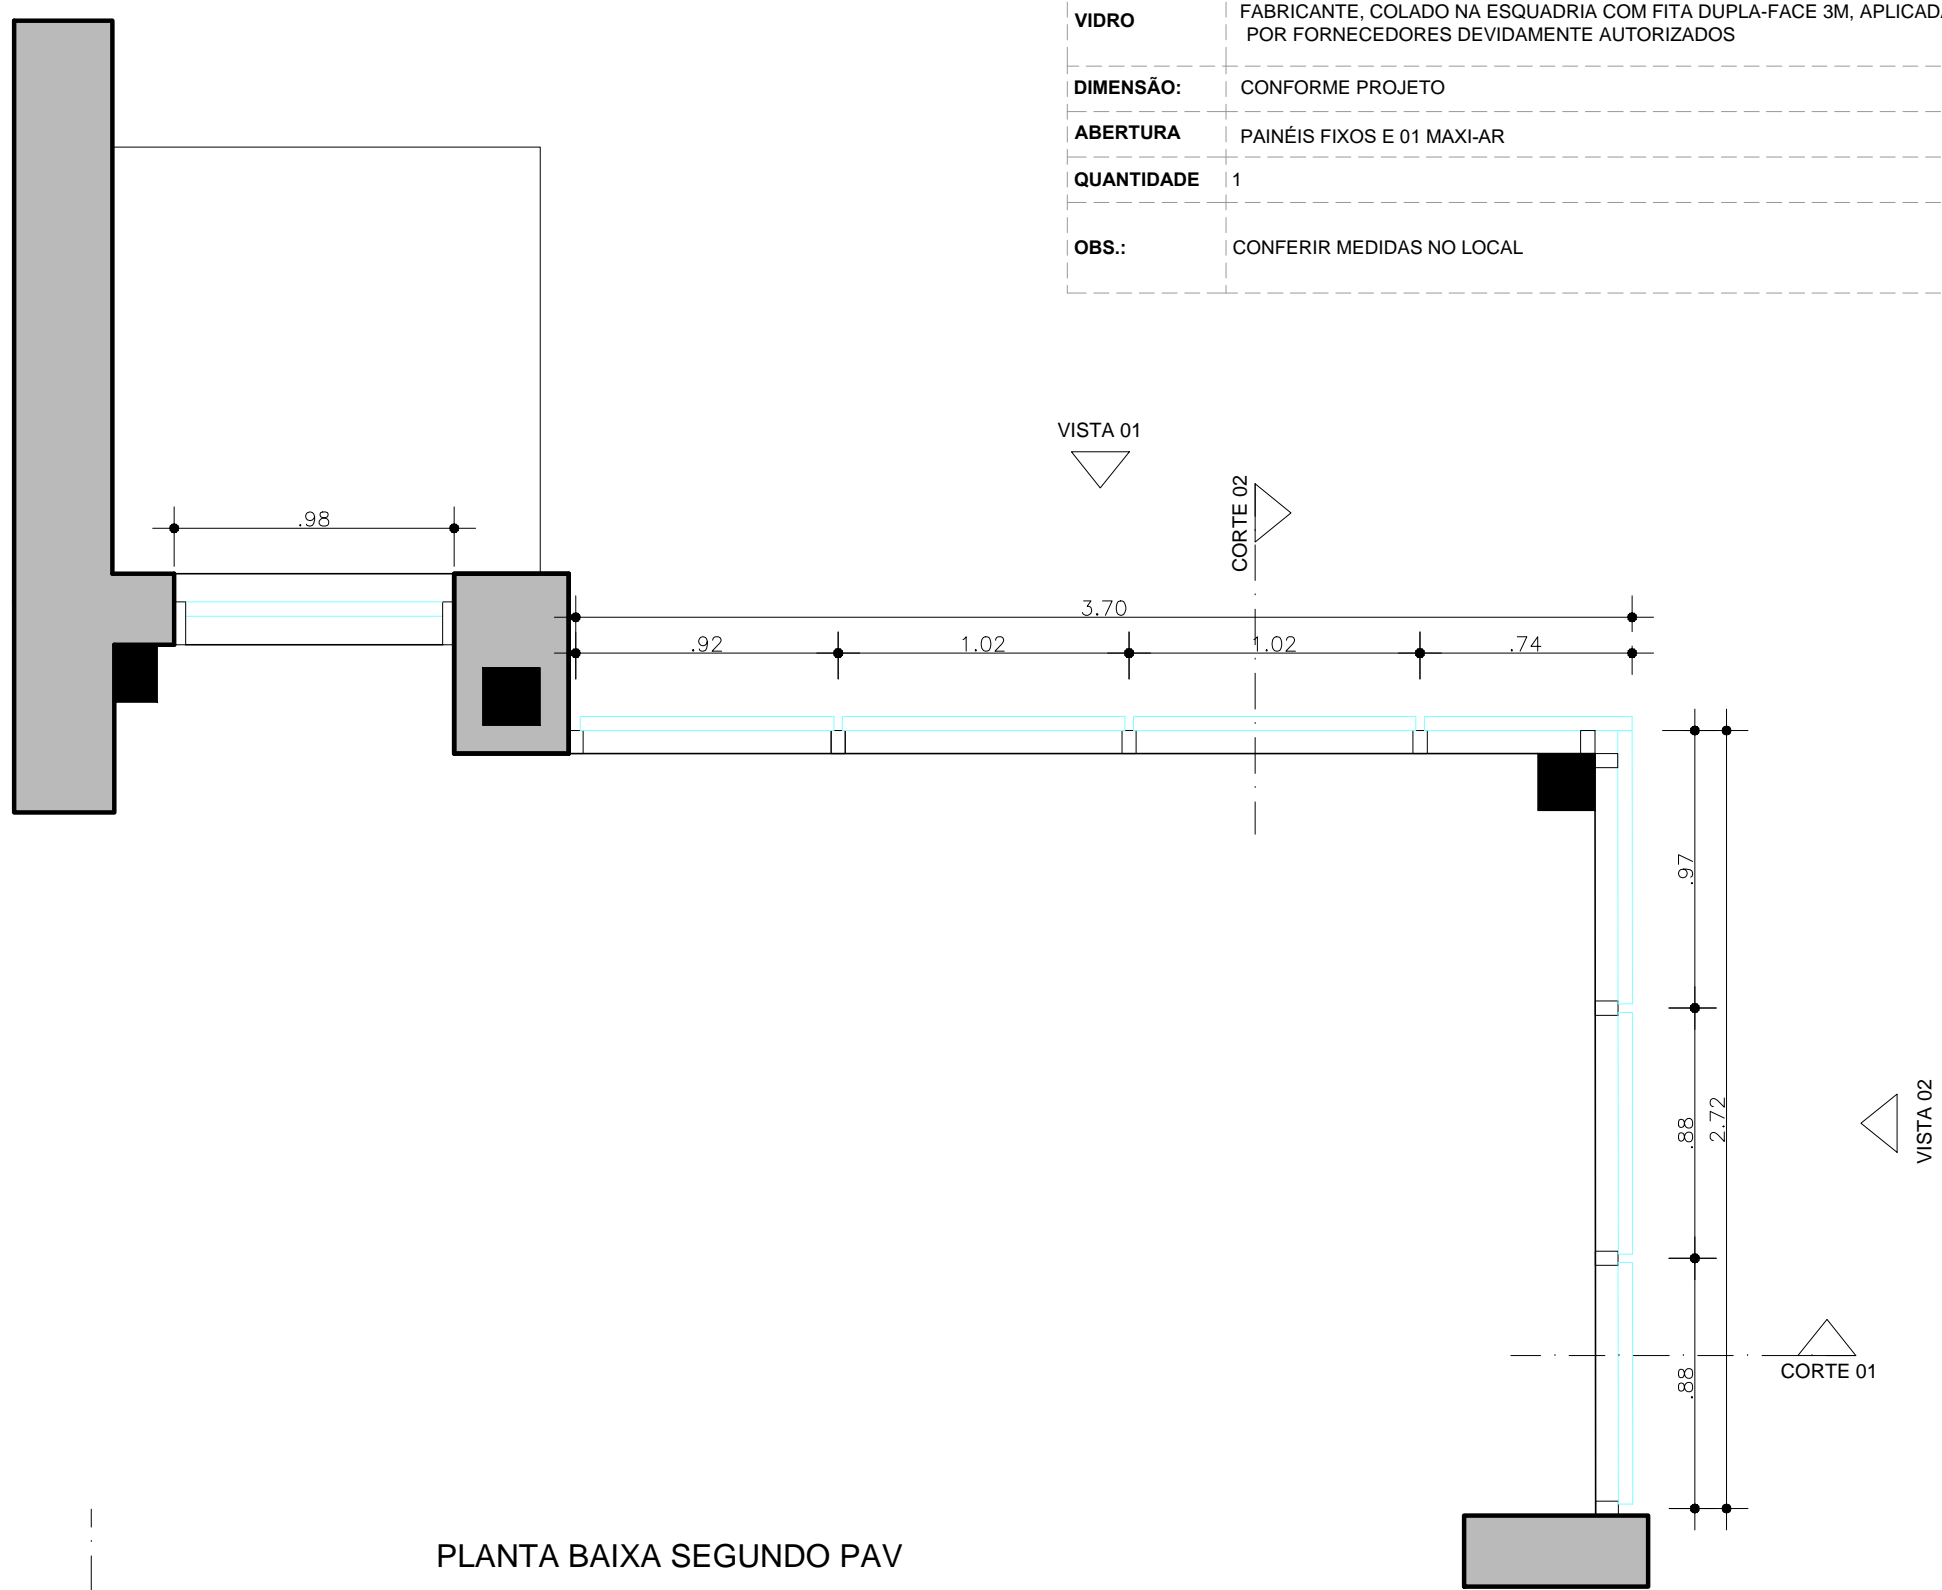 VIDRO
FABRICANTE, COLADO NA ESQUADRIA COM FITA DUPLA-FACE 3M, APLICADA
POR FORNECEDORES DEVIDAMENTE AUTORIZADOS
DIMENSÃO: CONFORME PROJETO
ABERTURA PAINÉIS FIXOS E 01 MAXI-AR
QUANTIDADE 1
OBS.: CONFERIR MEDIDAS NO LOCAL
VISTA 01
CORTE 02
.98
3.70
.92 1.02 1.02 .74
.97
.88
2.72
VISTA 02
.88
CORTE 01
PLANTA BAIXA SEGUNDO PAV